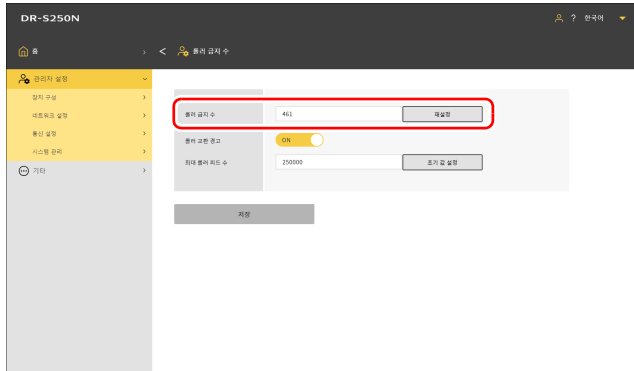 DR-S250N
? 한국어
홈 > < 롤러 급지 수
관리자 설정
장치 구성 >
네트워크 설정 >
통신 설정 >
시스템 관리 >
기타 >
롤러 급지 수 461 재설정
롤러 교환 경고 ON
최대 롤러 피드 수 250000 초기 값 설정
저장